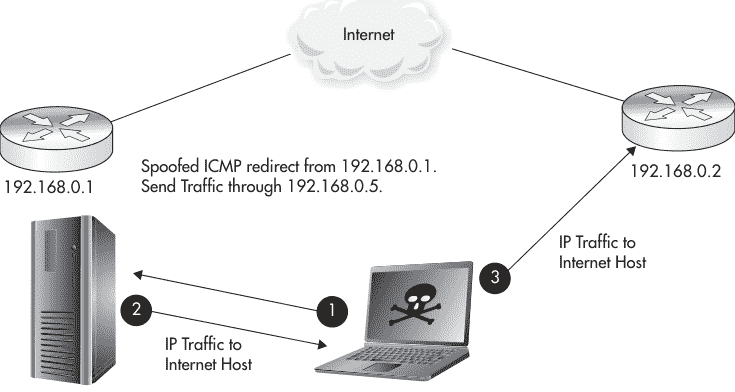 Internet
192.168.0.1
Spoofed ICMP redirect from 192.168.0.1.
Send Traffic through 192.168.0.5.
192.168.0.2
IP Traffic to
Internet Host
3
1
2
IP Traffic to
Internet Host